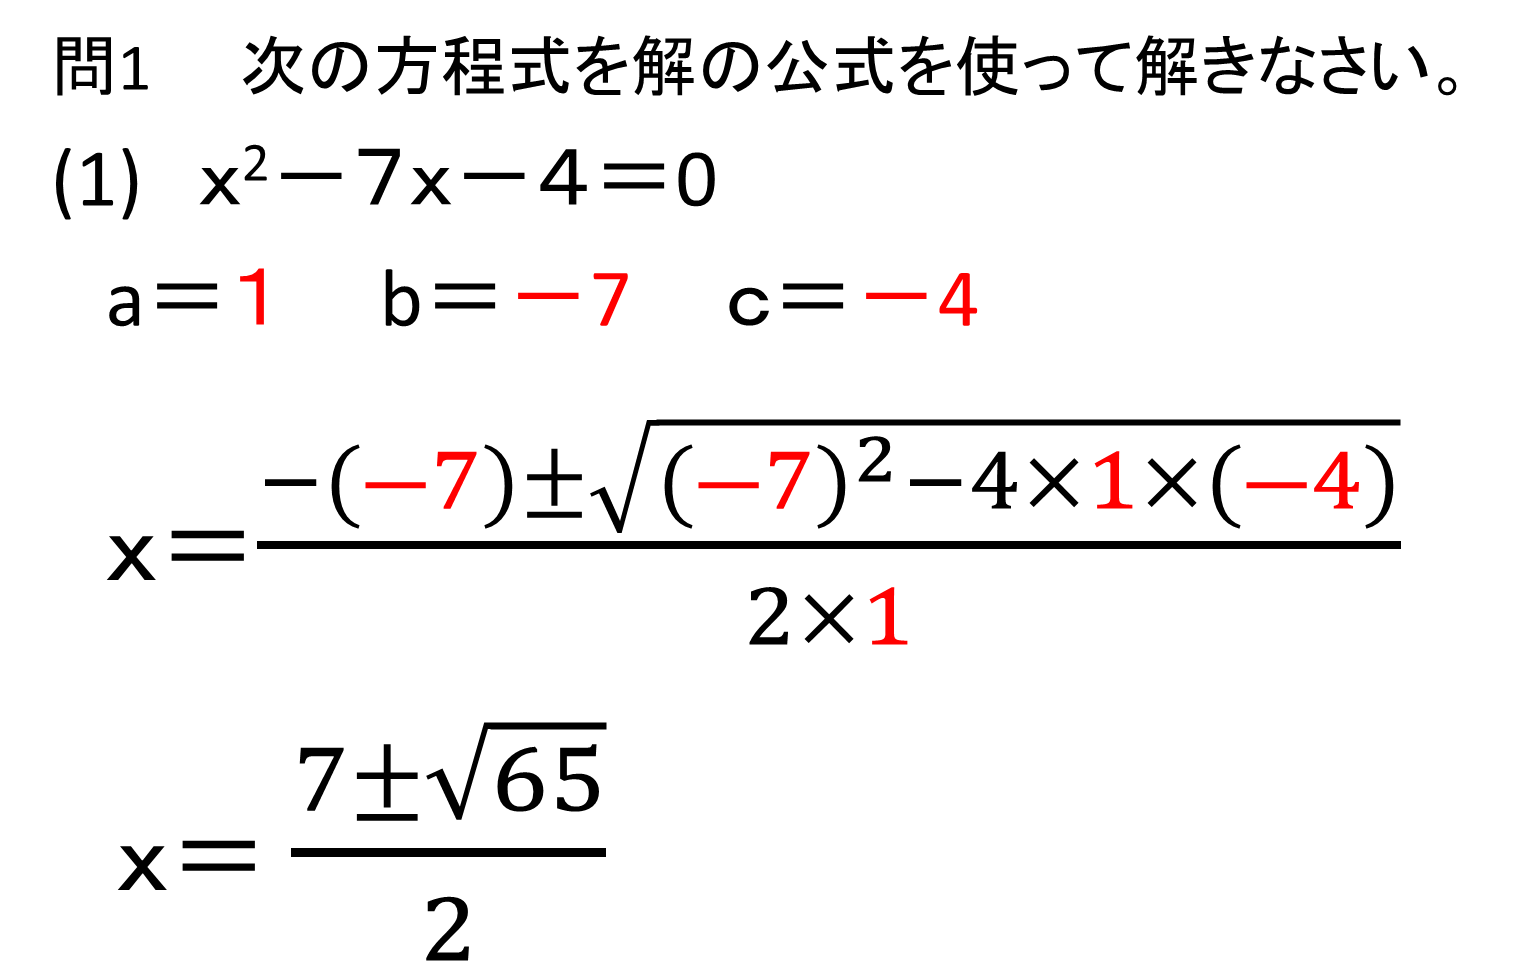 問1　次の方程式を解の公式を使って解きなさい。
(1)　x²－7x－4＝0
a＝1　b＝－7　c＝－4
x＝(−(−7)±√((−7)²−4×1×(−4)))/(2×1)
x＝(7±√65)/2